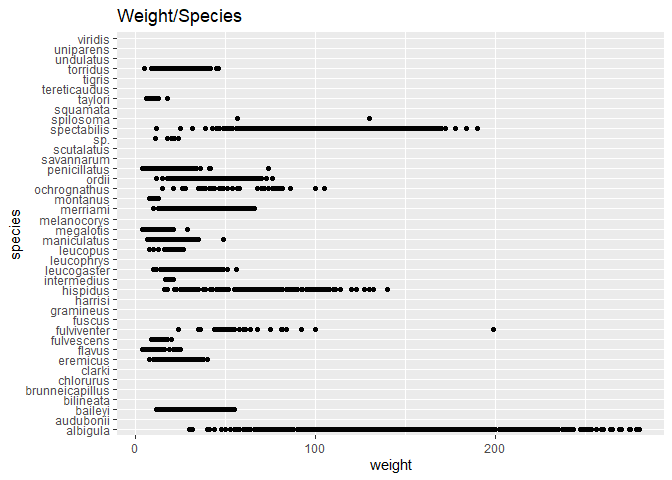 Weight/Species
viridis
uniparens
undulatus
torridus
tigris
tereticaudus
taylori
squamata
spilosoma
spectabilis
sp.
scutalatus
savannarum
penicillatus
ordii
ochrognathus
montanus
merriami
melanocorys
megalotis
maniculatus
leucopus
leucophrys
leucogaster
intermedius
hispidus
harrisi
gramineus
fuscus
fulviventer
fulvescens
flavus
eremicus
clarki
chlorurus
brunneicapillus
bilineata
baileyi
audubonii
albigula
species
0 100 200
weight